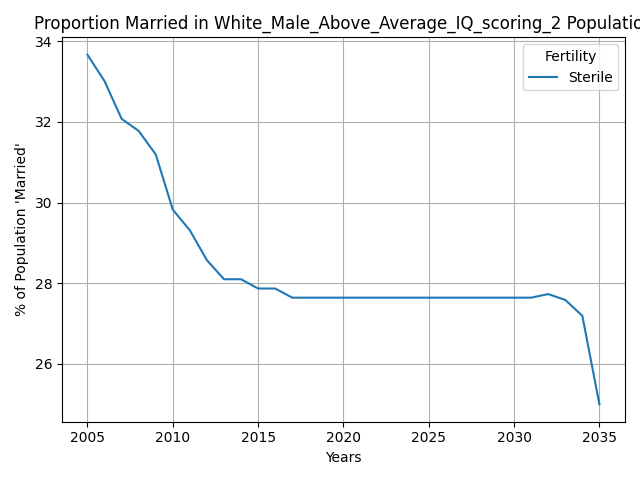 Proportion Married in White_Male_Above_Average_IQ_scoring_2 Populatio
Fertility
Sterile
% of Population 'Married'
34
32
30
28
26
2005 2010 2015 2020 2025 2030 2035
Years